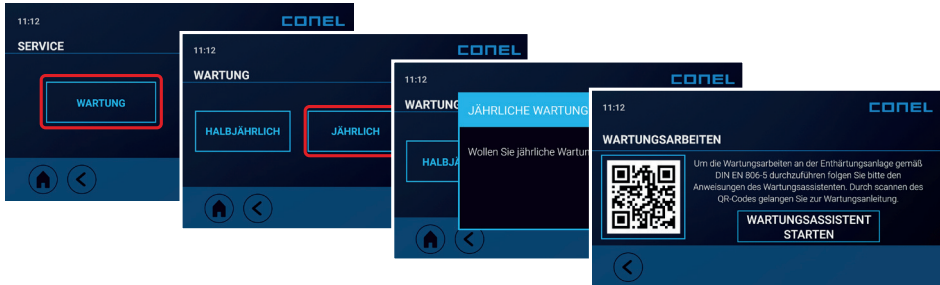 11:12 CONEL
SERVICE
WARTUNG
11:12 CONEL
WARTUNG
HALBJÄHRLICH JÄHRLICH
11:12 CONEL
WARTUNG
JÄHRLICHE WARTUNG
Wollen Sie jährliche Wartun
HALBJÄ
11:12 CONEL
WARTUNGSARBEITEN
Um die Wartungsarbeiten an der Enthärtungsanlage gemäß
DIN EN 806-5 durchzuführen folgen Sie bitte den
Anweisungen des Wartungsassistenten. Durch scannen des
QR-Codes gelangen Sie zur Wartungsanleitung.
WARTUNGSASSISTENT
STARTEN